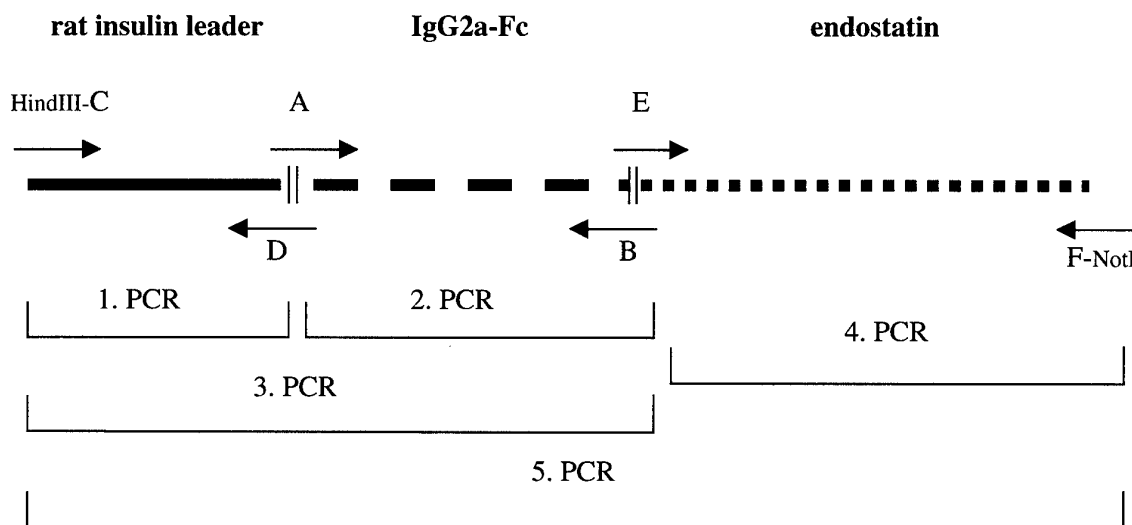 rat insulin leader IgG2a-Fc endostatin
HindIII-C A E
D B F-NotI
1. PCR 2. PCR
4. PCR
3. PCR
5. PCR